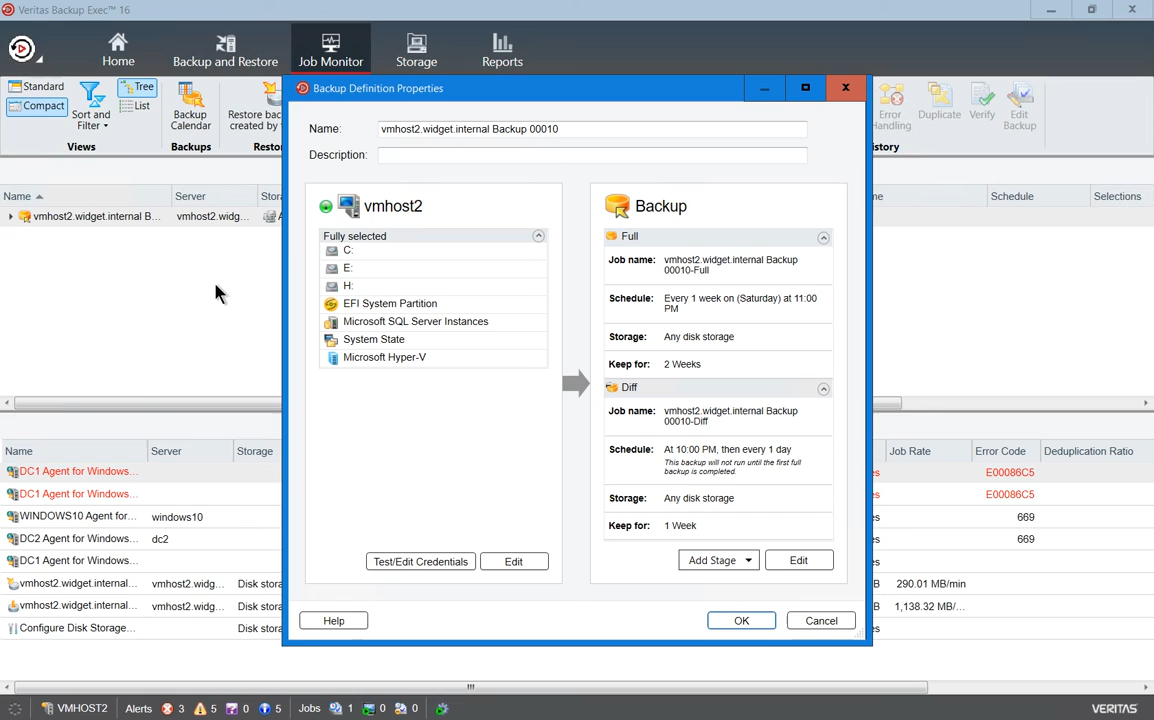 Veritas Backup Exec™ 16
Home
Backup and Restore
Job Monitor
Storage
Reports
Standard
Compact
Sort and
Filter
Tree
List
Views
Backup
Calendar
Backups
Restore back
created by t
Restor
Error
Handling
Duplicate
Verify
Edit
Backup
istory
Name
Server
Stora
me
Schedule
Selections
vmhost2.widget.internal B...
vmhost2.widg...
Backup Definition Properties
Name:
vmhost2.widget.internal Backup 00010
Description:
vmhost2
Fully selected
C:
E:
H:
EFI System Partition
Microsoft SQL Server Instances
System State
Microsoft Hyper-V
Test/Edit Credentials
Edit
Backup
Full
Job name:
vmhost2.widget.internal Backup
00010-Full
Schedule:
Every 1 week on (Saturday) at 11:00
PM
Storage:
Any disk storage
Keep for:
2 Weeks
Diff
Job name:
vmhost2.widget.internal Backup
00010-Diff
Schedule:
At 10:00 PM, then every 1 day
This backup will not run until the first full
backup is completed.
Storage:
Any disk storage
Keep for:
1 Week
Add Stage
Edit
Help
OK
Cancel
Name
Server
Storage
Job Rate
Error Code
Deduplication Ratio
DC1 Agent for Windows...
es
E00086C5
DC1 Agent for Windows...
es
E00086C5
WINDOWS10 Agent for...
windows10
es
669
DC2 Agent for Windows...
dc2
es
669
DC1 Agent for Windows...
es
vmhost2.widget.internal...
vmhost2.widg...
Disk stora
B
290.01 MB/min
vmhost2.widget.internal...
vmhost2.widg...
Disk stora
B
1,138.32 MB/...
Configure Disk Storage...
Disk stora
es
VMHOST2
Alerts
3
5
0
5
Jobs
1
0
0
VERITAS